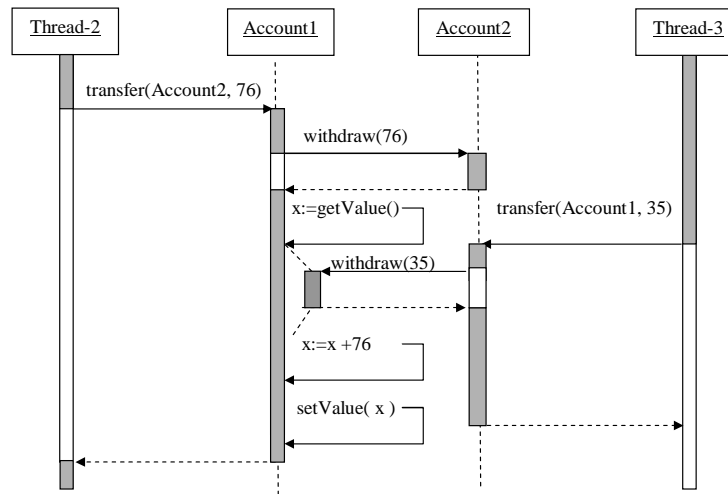 Thread-2
Account1
Account2
Thread-3
transfer(Account2, 76)
withdraw(76)
x:=getValue()
transfer(Account1, 35)
withdraw(35)
x:=x +76
setValue( x )